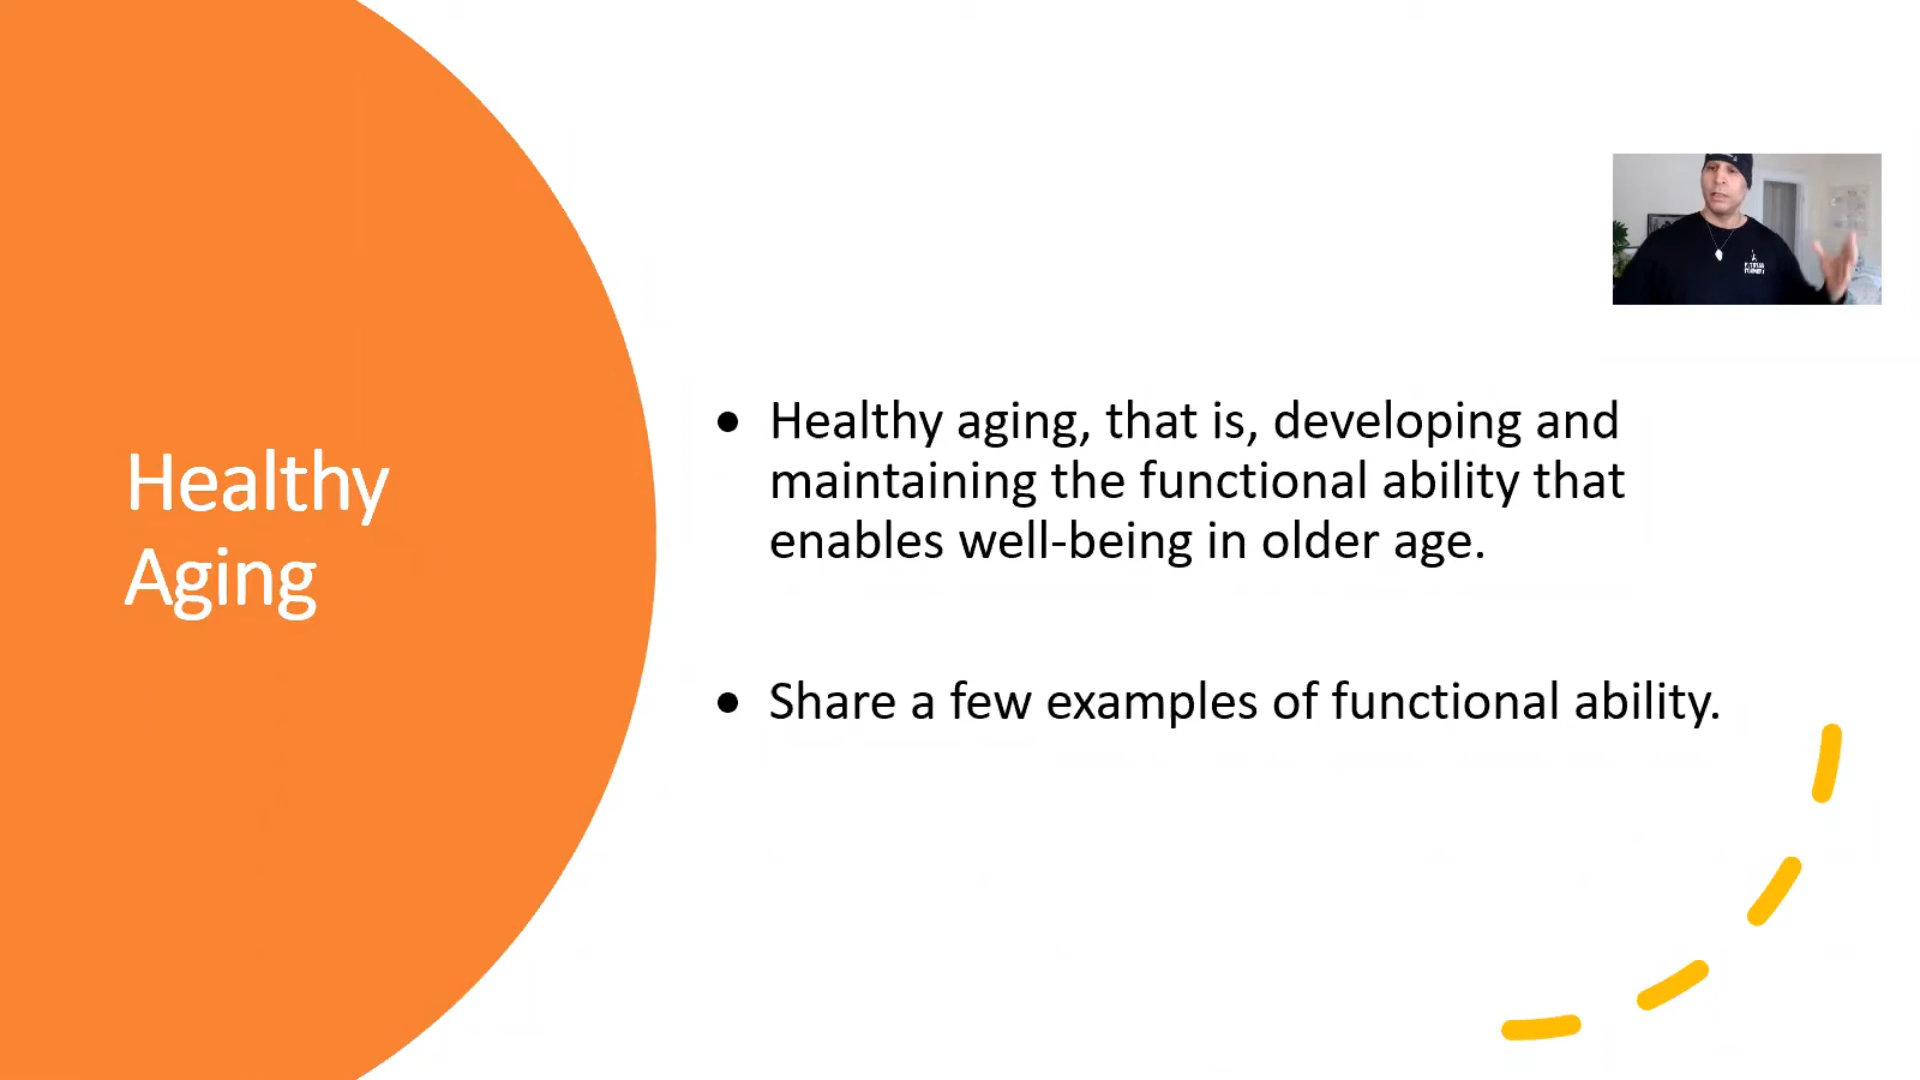 Healthy
Aging
• Healthy aging, that is, developing and
maintaining the functional ability that
enables well-being in older age.
• Share a few examples of functional ability.